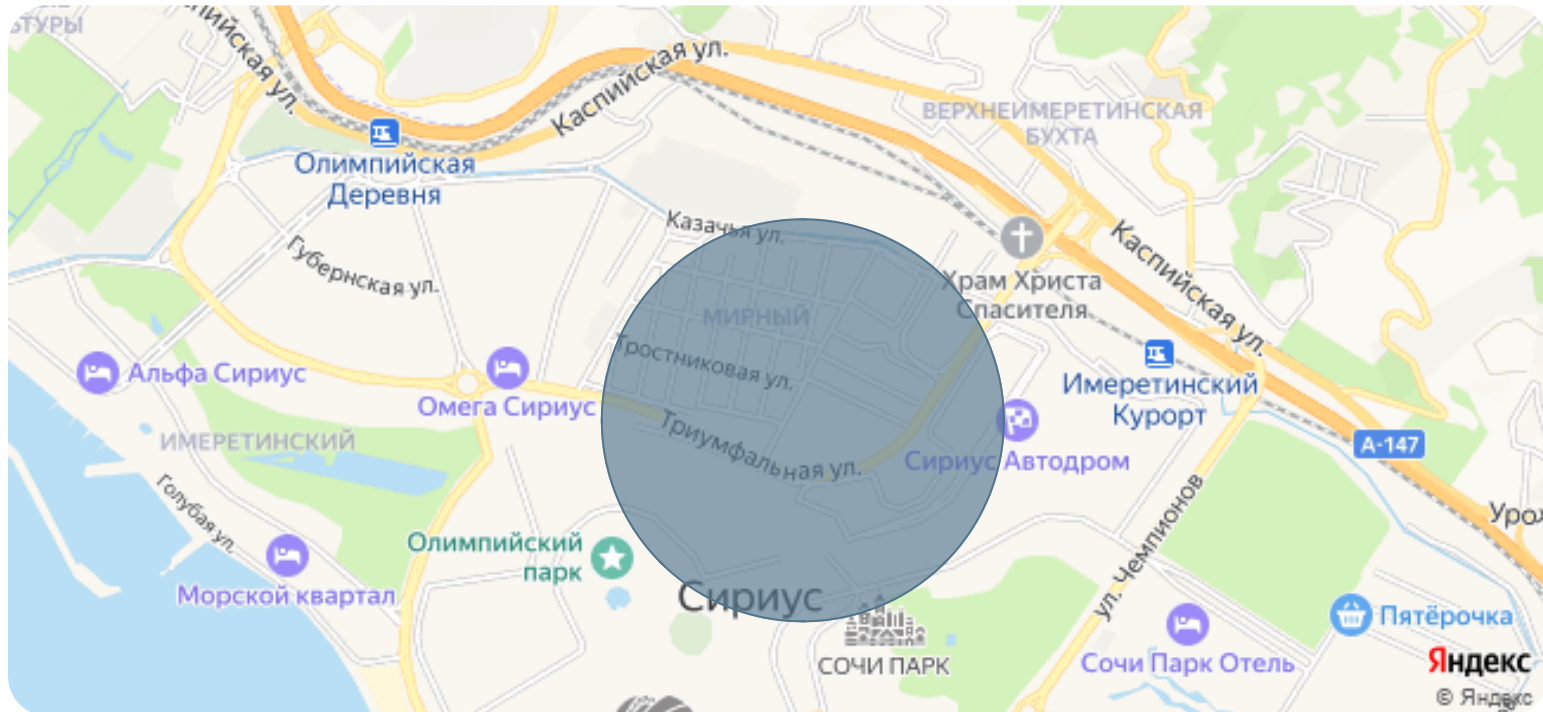 ЬТУРЫ
Каспийская ул.
ВЕРХНЕИМЕРЕТИНСКАЯ
БУХТА
Олимпийская
Деревня
Казачья ул.
Губернская ул.
Храм Христа
Спасителя
Каспийская ул.
МИРНЫЙ
Тростниковая ул.
Альфа Сириус
Омега Сириус
Имеретинский
Курорт
ИМЕРЕТИНСКИЙ
Триумфальная ул.
Сириус Автодром
А-147
Голубая ул.
Олимпийский
парк
Морской квартал
Сириус
ул. Чемпионов
Уро
СОЧИ ПАРК
Сочи Парк Отель
Пятёрочка
Яндекс
© Яндекс